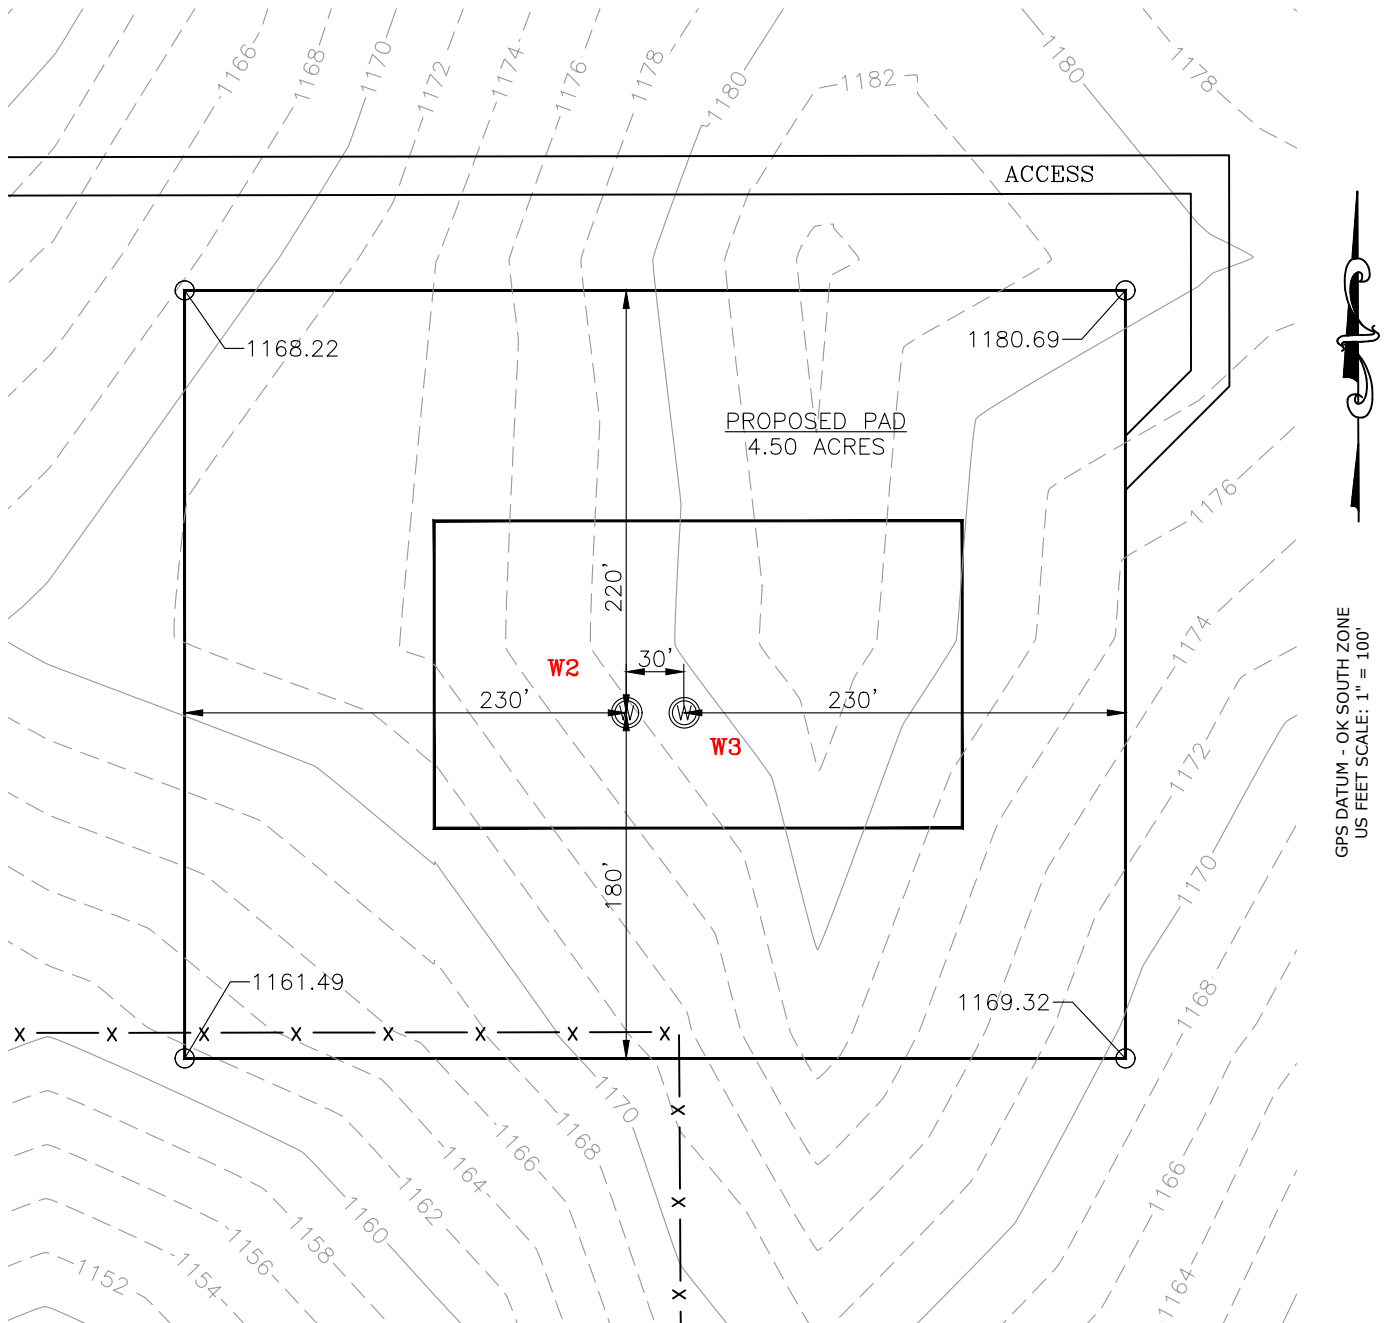 1166
1168
1170
1172
1174
1176
1178
1180
1182
1180
1178
ACCESS
1168.22
1180.69
PROPOSED PAD
4.50 ACRES
1176
220'
W2
30'
230'
W
W
230'
W3
1174
1172
GPS DATUM - OK SOUTH ZONE
US FEET SCALE: 1" = 100'
180'
1170
1161.49
1169.32
1168
X X X X X X X X
X
X
X
1170
1168
1166
1164
1162
1160
1158
1156
1154
1152
1166
1164